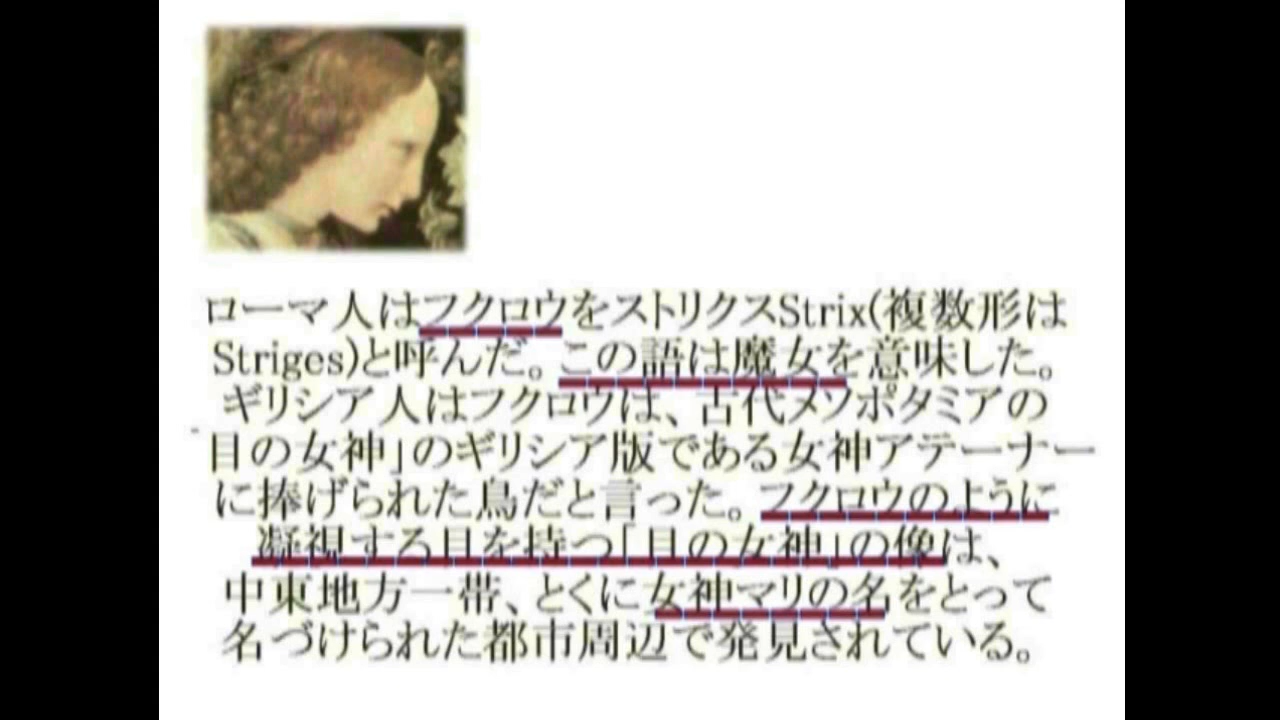 ローマ人はフクロウをストリクスStrix(複数形は
Striges)と呼んだ。この語は魔女を意味した。
ギリシア人はフクロウは、古代メソポタミアの
目の女神」のギリシア版である女神アテーナー
に捧げられた鳥だと言った。フクロウのように
凝視する目を持つ「目の女神」の像は、
中東地方一帯、とくに女神マリの名をとって
名づけられた都市周辺で発見されている。